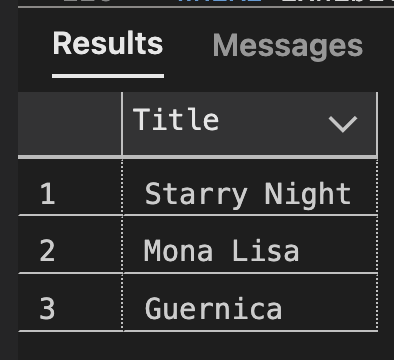 Results Messages
Title
1 Starry Night
2 Mona Lisa
3 Guernica